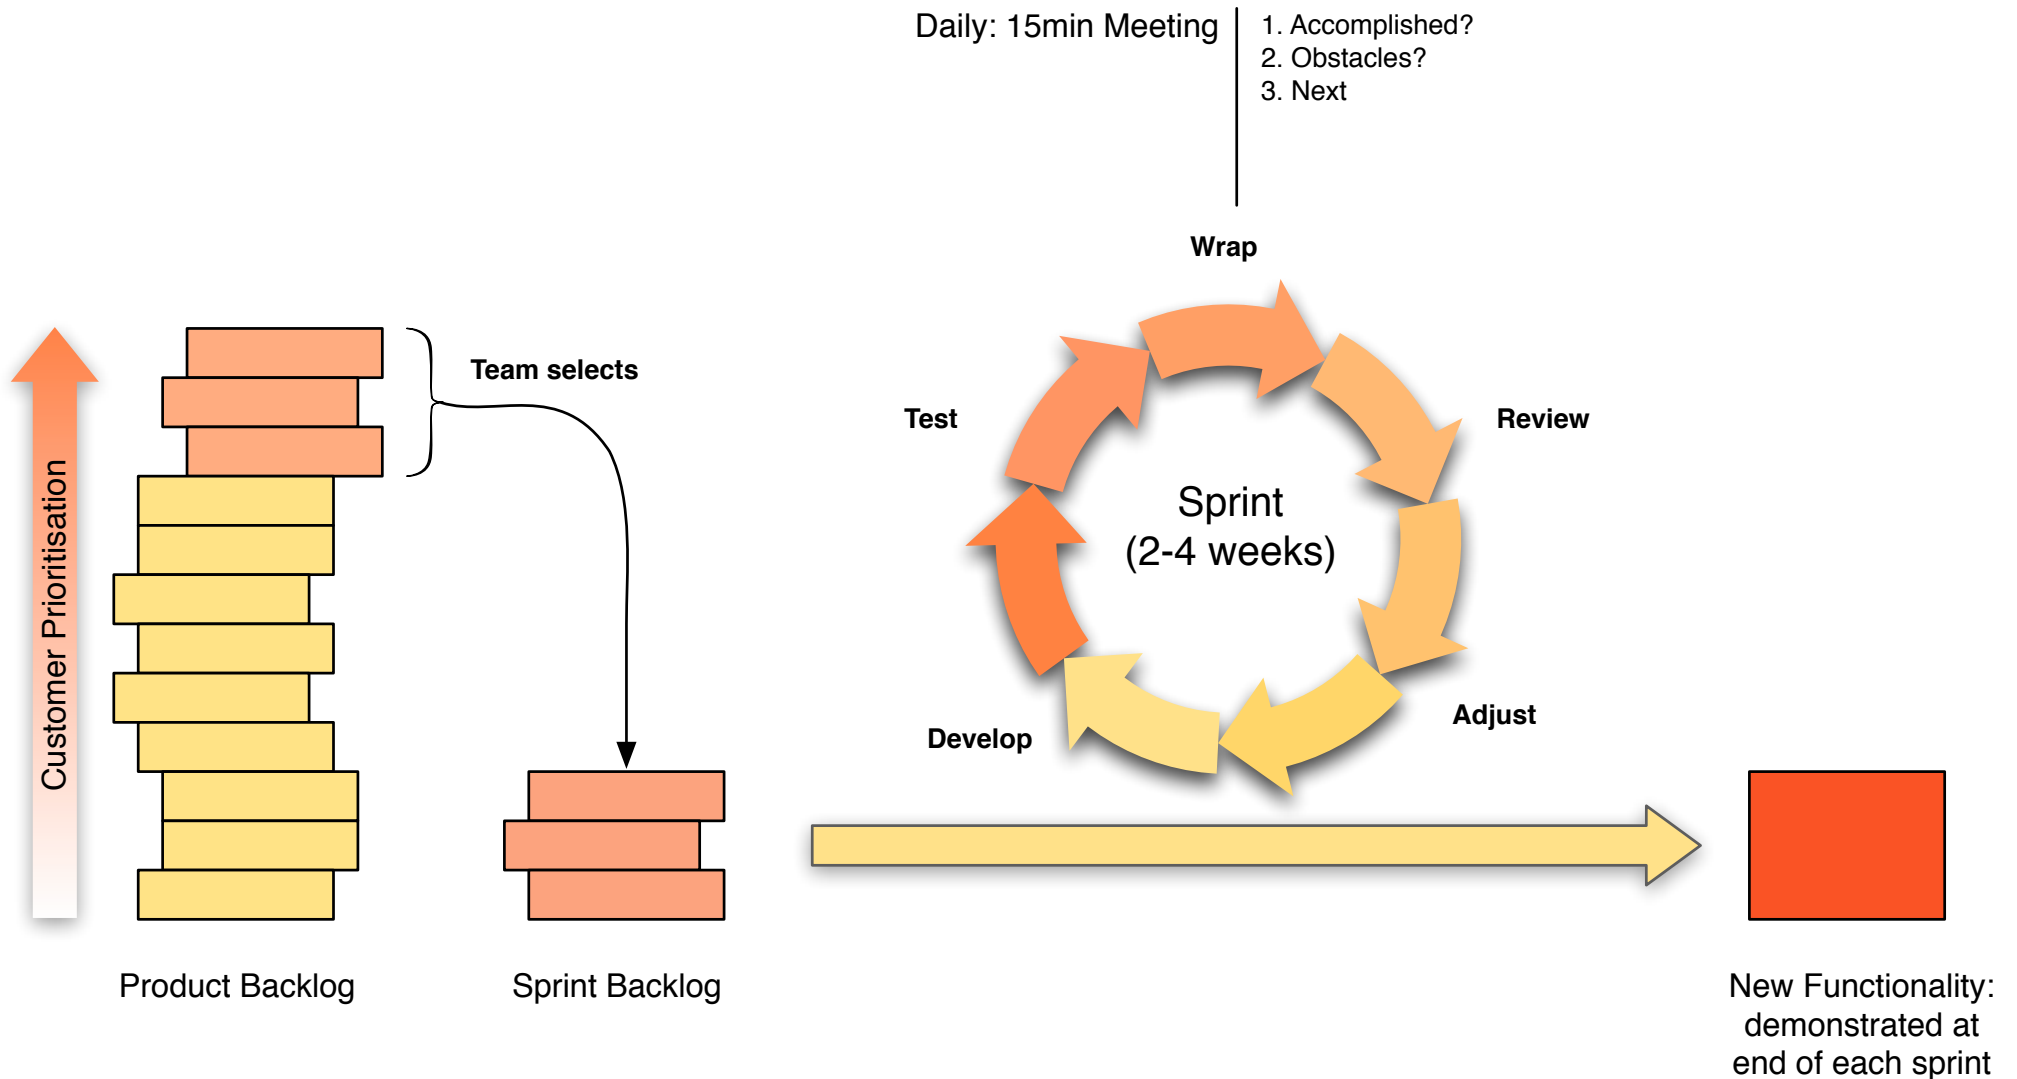 Daily: 15min Meeting
1. Accomplished?
2. Obstacles?
3. Next
Wrap
Team selects
Test
Review
Customer Prioritisation
Sprint
(2-4 weeks)
Adjust
Develop
Product Backlog
Sprint Backlog
New Functionality:
demonstrated at
end of each sprint